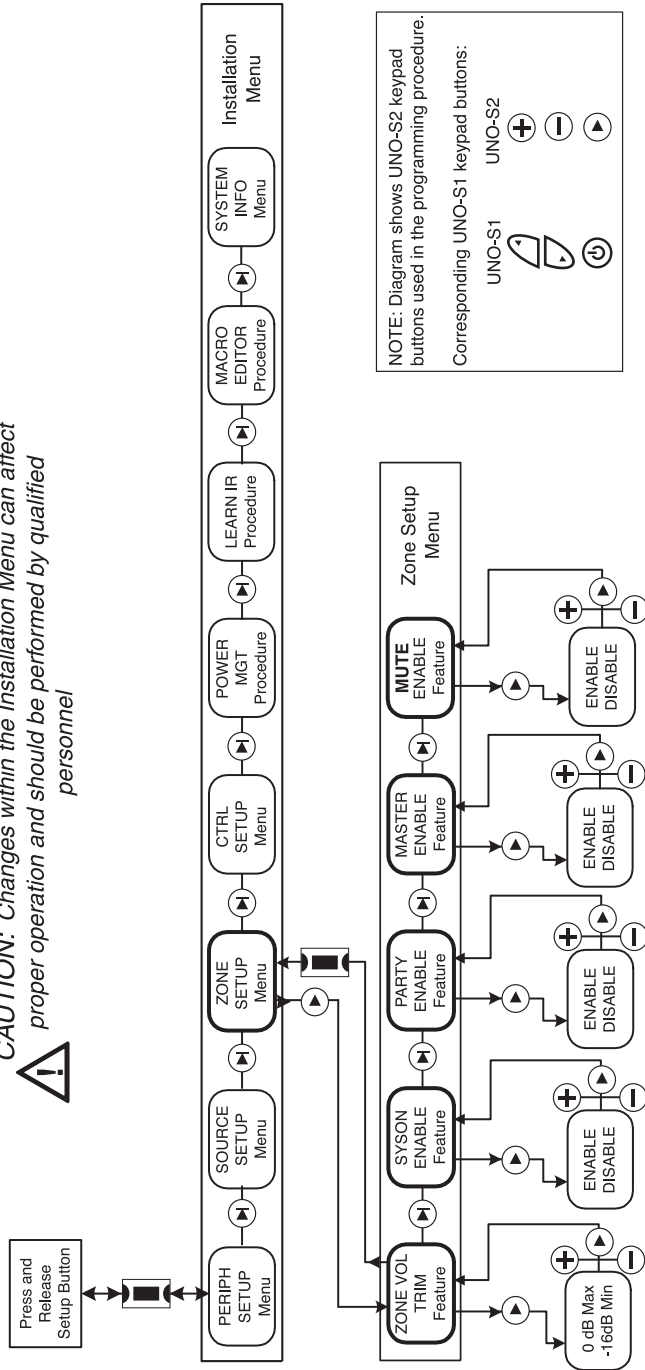 CAUTION: Changes within the Installation Menu can affect
proper operation and should be performed by qualified
personnel
Press and
Release
Setup Button
PERIPH
SETUP
Menu
SOURCE
SETUP
Menu
ZONE
SETUP
Menu
CTRL
SETUP
Menu
POWER
MGT
Procedure
LEARN IR
Procedure
MACRO
EDITOR
Procedure
SYSTEM
INFO
Menu
Installation
Menu
ZONE VOL
TRIM
Feature
SYSON
ENABLE
Feature
PARTY
ENABLE
Feature
MASTER
ENABLE
Feature
MUTE
ENABLE
Feature
Zone Setup
Menu
0 dB Max
-16dB Min
ENABLE
DISABLE
ENABLE
DISABLE
ENABLE
DISABLE
ENABLE
DISABLE
NOTE: Diagram shows UNO-S2 keypad
buttons used in the programming procedure.
Corresponding UNO-S1 keypad buttons:
UNO-S1
UNO-S2